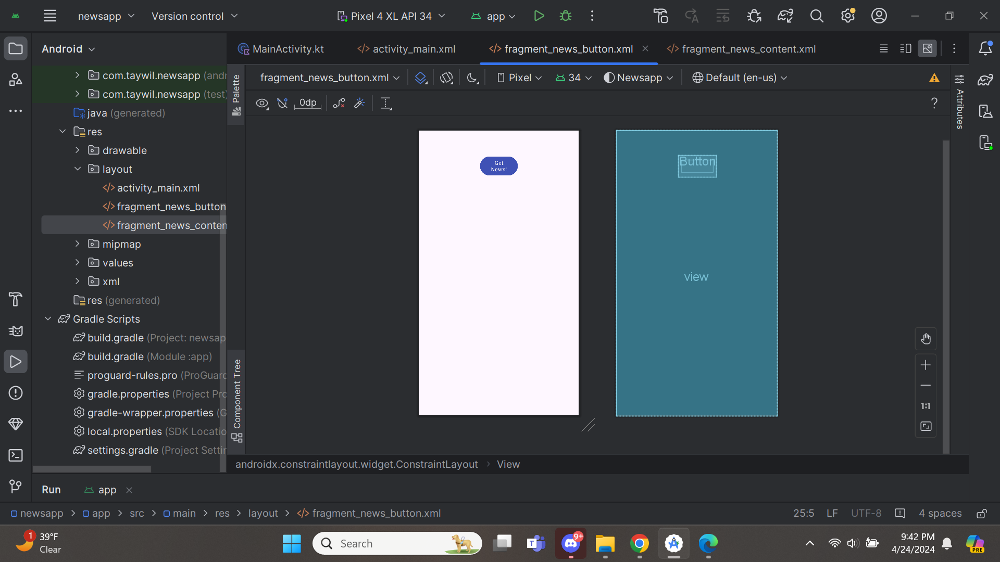 newsapp
Version control
Pixel 4 XL API 34
app
Android
MainActivity.kt
activity_main.xml
fragment_news_button.xml
fragment_news_content.xml
com.taywil.newsapp (andr
com.taywil.newsapp (test)
java (generated)
res
drawable
layout
activity_main.xml
fragment_news_button
fragment_news_conten
mipmap
values
xml
res (generated)
Gradle Scripts
build.gradle (Project: newsap
build.gradle (Module :app)
proguard-rules.pro (ProGuard
gradle.properties (Project Pro
gradle-wrapper.properties (G
local.properties (SDK Locatio
settings.gradle (Project Settin
Palette
fragment_news_button.xml
Pixel
34
Newsapp
Default (en-us)
0dp
?
Attributes
Get
News!
Button
view
1:1
Component Tree
androidx.constraintlayout.widget.ConstraintLayout > View
Run
app
newsapp > app > src > main > res > layout > fragment_news_button.xml
25:5
LF
UTF-8
4 spaces
1
39°F
Clear
Search
T
9+
9:42 PM
4/24/2024
PRE